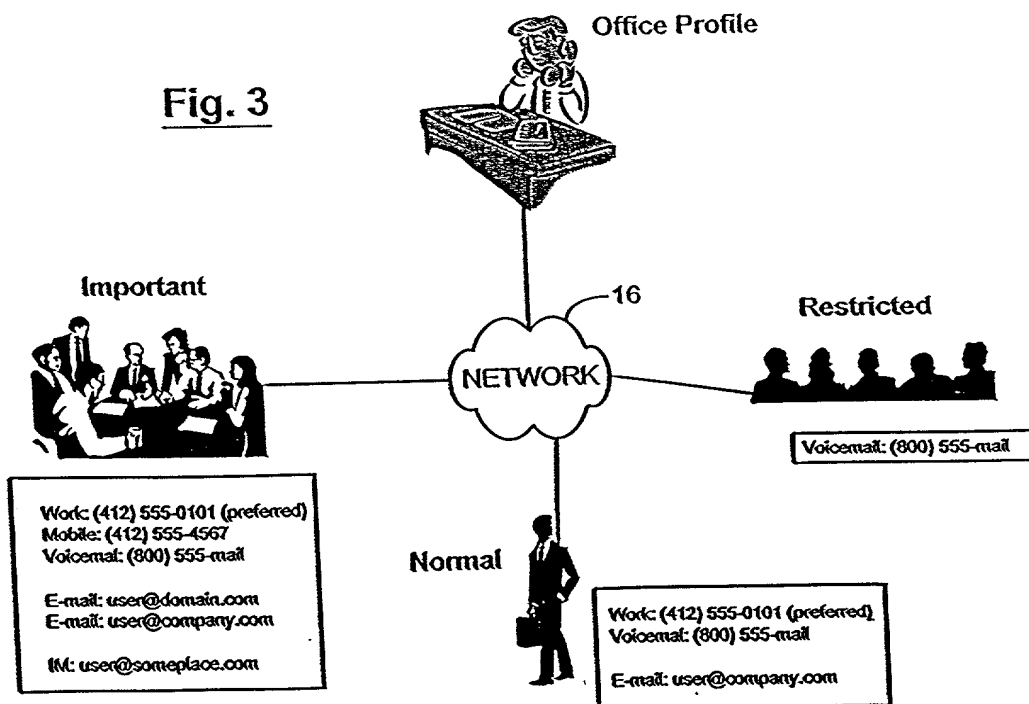 Office Profile
Fig. 3
Important
16
Restricted
NETWORK
Voicemail: (800) 555-mail
Work: (412) 555-0101 (preferred)
Mobile: (412) 555-4567
Voicemal: (800) 555-mail
E-mail: user@domain.com
E-mail: user@company.com
IM: user@someplace.com
Normal
Work: (412) 555-0101 (preferred)
Voicemal: (800) 555-mail
E-mail: user@company.com